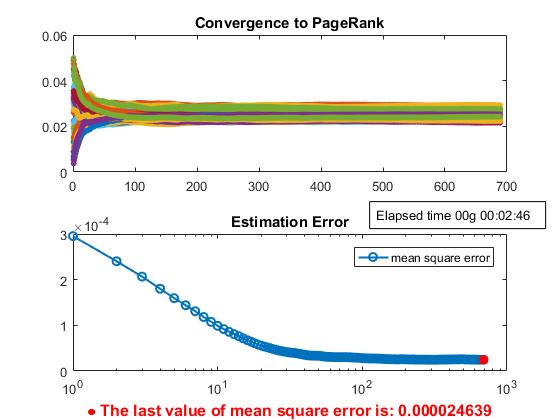 Convergence to PageRank
0.06
0.04
0.02
0
0 100 200 300 400 500 600 700
Elapsed time 00g 00:02:46
Estimation Error
×10⁻⁴
3
mean square error
2
1
0
10⁰ 10¹ 10² 10³
The last value of mean square error is: 0.000024639